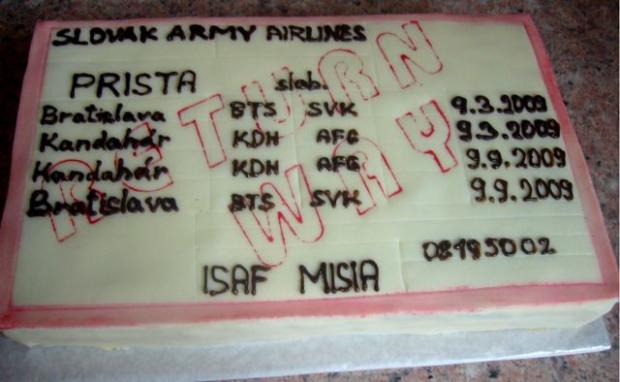 SLOVAK ARMY AIRLINES
PRISTA slob.
Bratislava BTS SVK 9.3.2009
Kandahár KDH AFG 9.3.2009
Kandahár KDH AFG 9.9.2009
Bratislava BTS SVK 9.9.2009
RETURN
WAY
08195002
ISAF MISIA